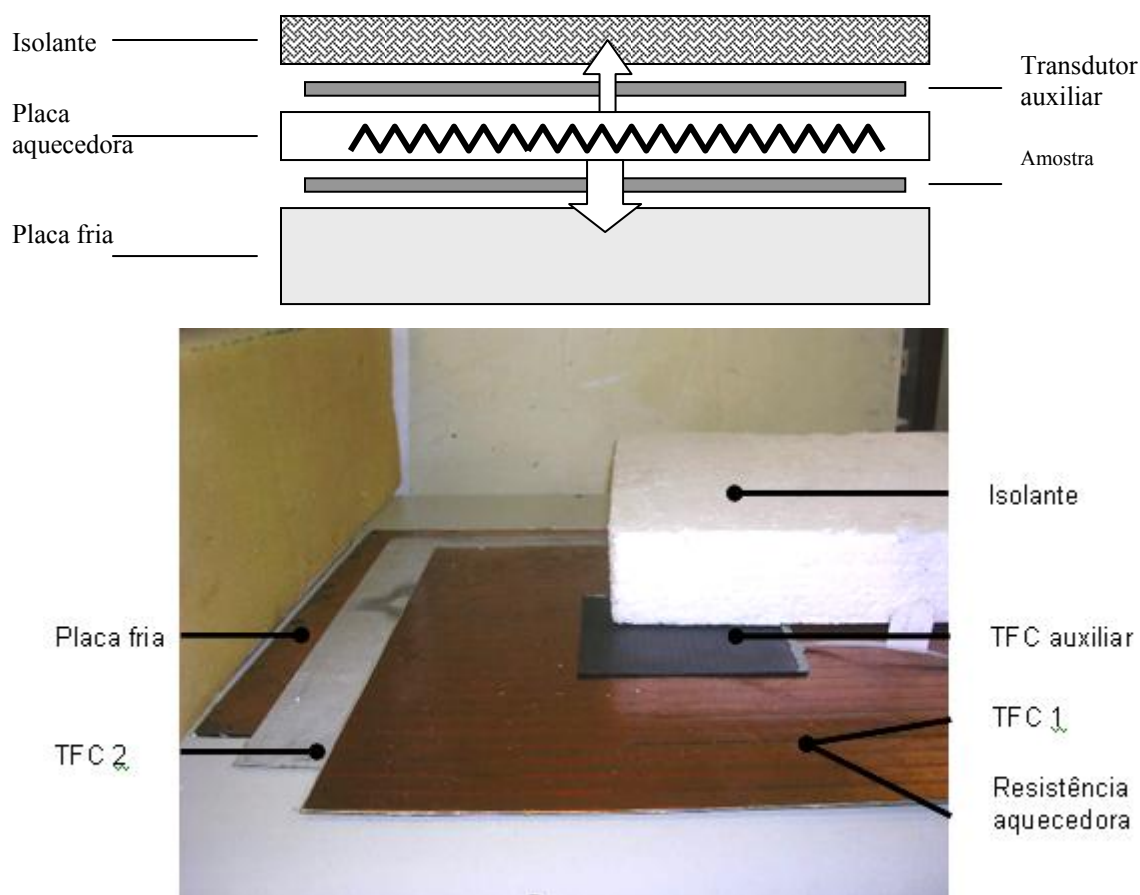 Isolante
Transdutor
auxiliar
Placa
aquecedora
Amostra
Placa fria
Isolante
Placa fria
TFC auxiliar
TFC 1
TFC 2
Resistência
aquecedora